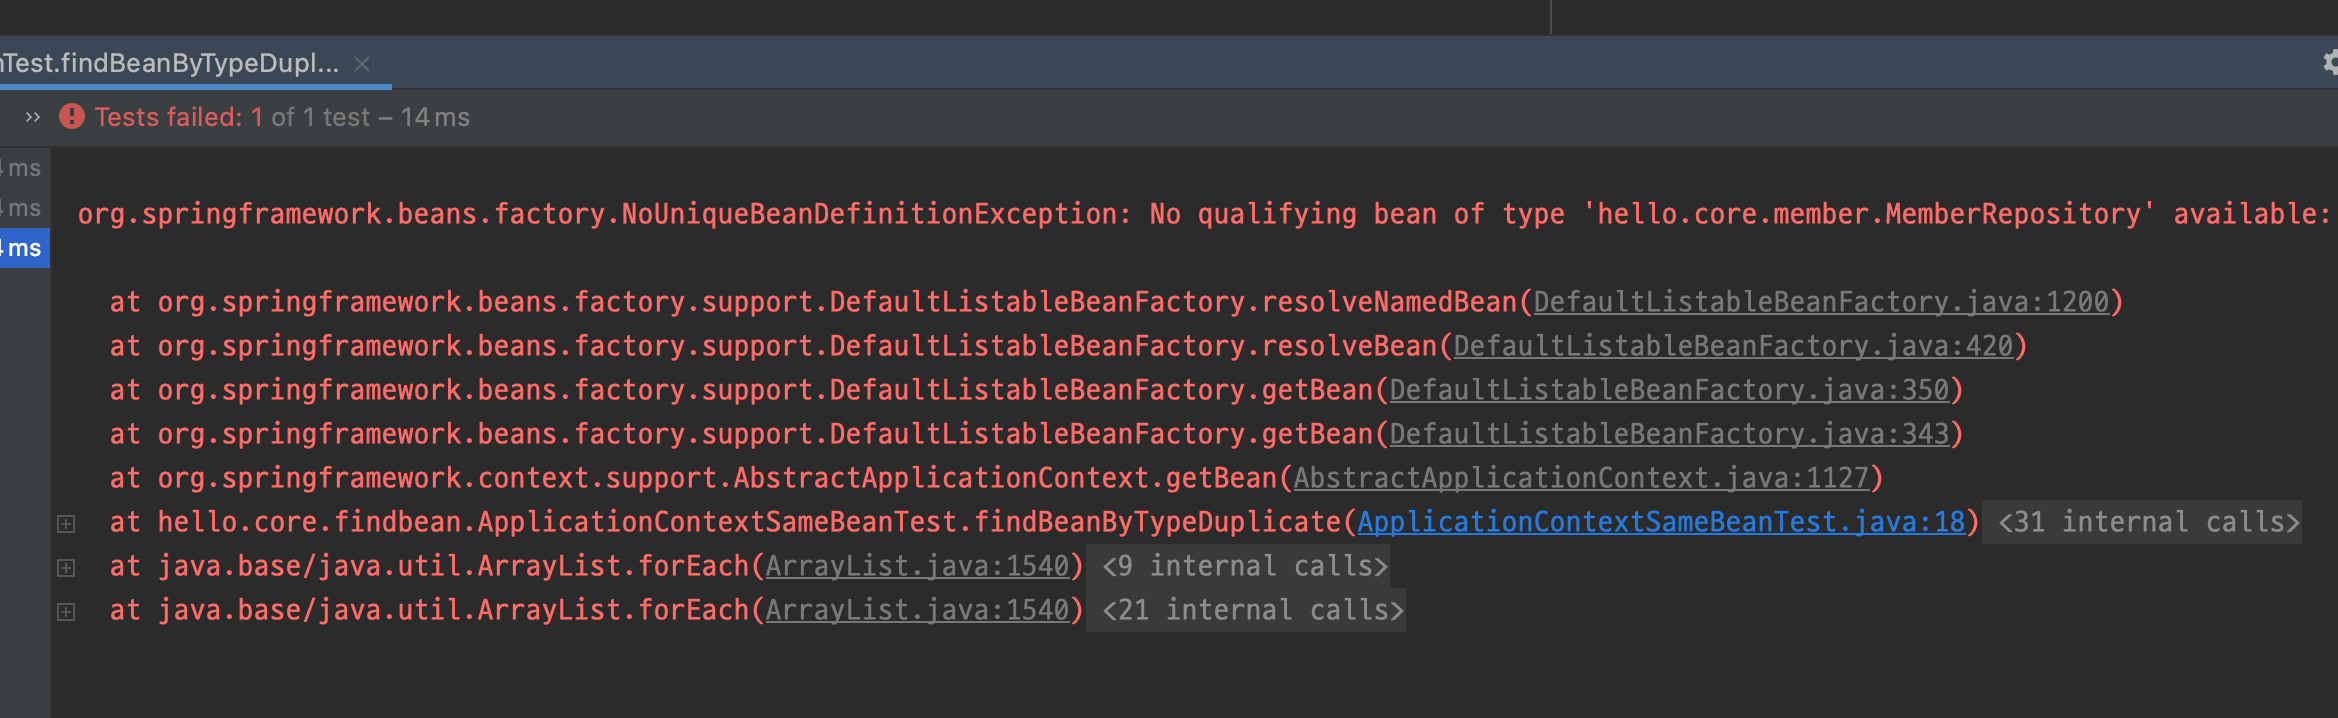 Test.findBeanByTypeDupl...
Tests failed: 1 of 1 test – 14 ms
ms
ms
ms
org.springframework.beans.factory.NoUniqueBeanDefinitionException: No qualifying bean of type 'hello.core.member.MemberRepository' available:
at org.springframework.beans.factory.support.DefaultListableBeanFactory.resolveNamedBean(DefaultListableBeanFactory.java:1200)
at org.springframework.beans.factory.support.DefaultListableBeanFactory.resolveBean(DefaultListableBeanFactory.java:420)
at org.springframework.beans.factory.support.DefaultListableBeanFactory.getBean(DefaultListableBeanFactory.java:350)
at org.springframework.beans.factory.support.DefaultListableBeanFactory.getBean(DefaultListableBeanFactory.java:343)
at org.springframework.context.support.AbstractApplicationContext.getBean(AbstractApplicationContext.java:1127)
at hello.core.findbean.ApplicationContextSameBeanTest.findBeanByTypeDuplicate(ApplicationContextSameBeanTest.java:18) <31 internal calls>
at java.base/java.util.ArrayList.forEach(ArrayList.java:1540) <9 internal calls>
at java.base/java.util.ArrayList.forEach(ArrayList.java:1540) <21 internal calls>